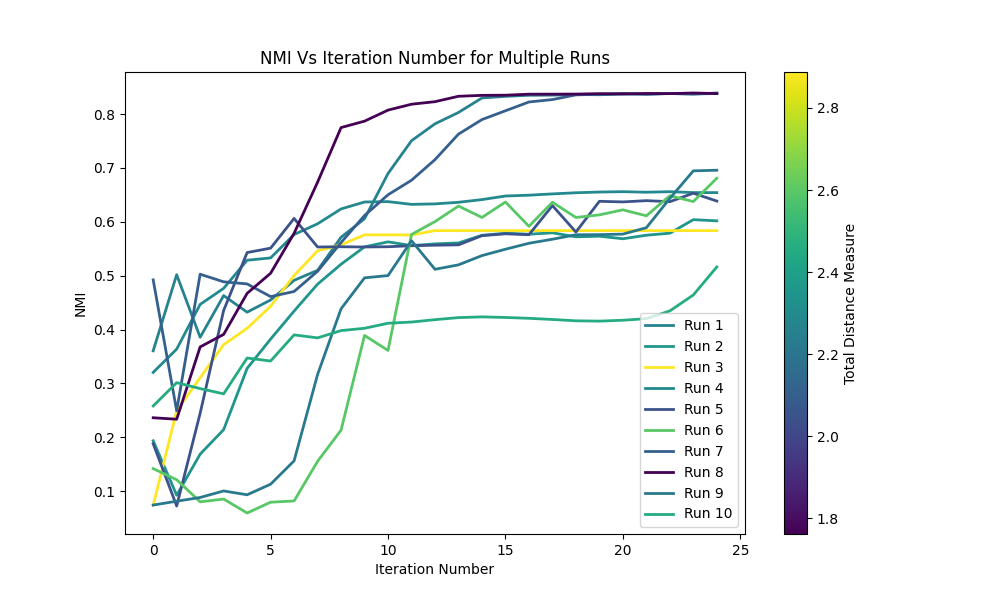 NMI Vs Iteration Number for Multiple Runs
NMI
0.8
0.7
0.6
0.5
0.4
0.3
0.2
0.1
0
5
10
15
20
25
Iteration Number
Run 1
Run 2
Run 3
Run 4
Run 5
Run 6
Run 7
Run 8
Run 9
Run 10
2.8
2.6
2.4
2.2
2.0
1.8
Total Distance Measure